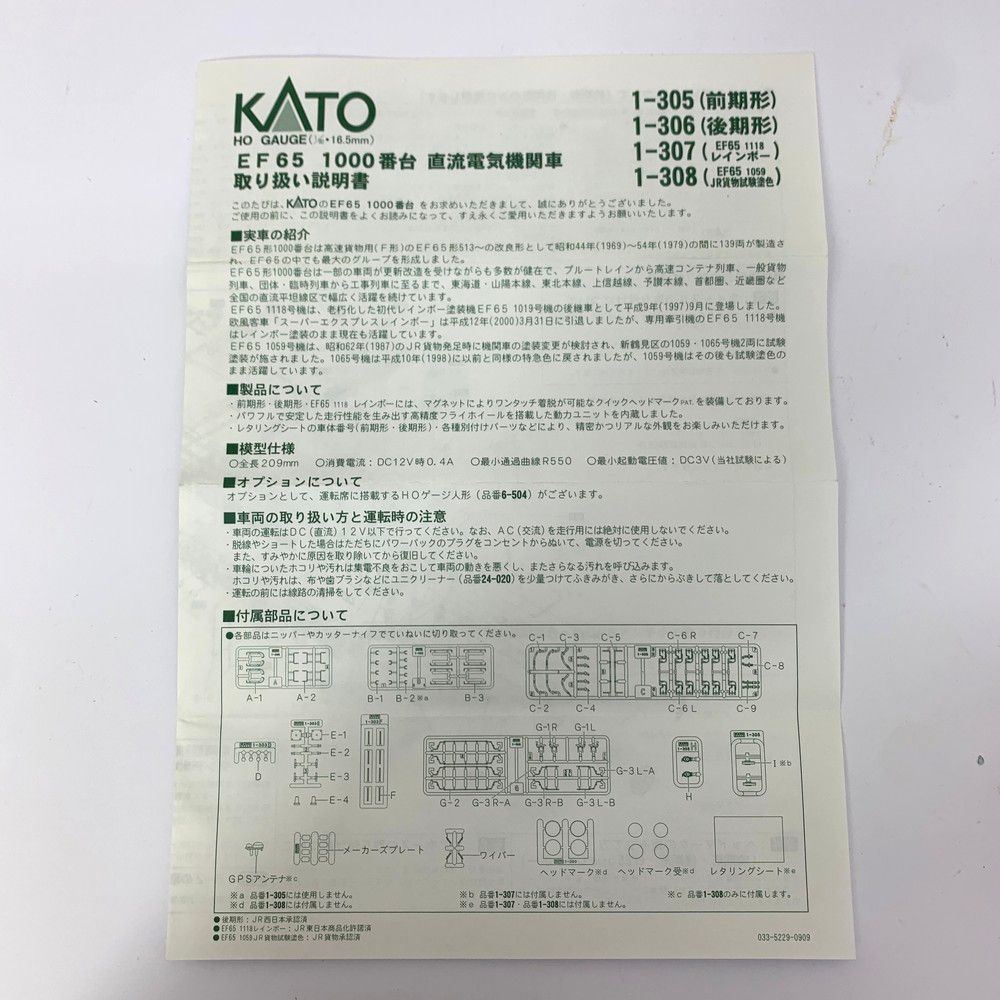 KATO
HO GAUGE(1/80・16.5mm)
EF65 1000番台 直流電気機関車
取り扱い説明書
1-305(前期形)
1-306(後期形)
1-307(EF65 1118 レインボー)
1-308(EF65 1059 JR貨物試験塗色)
このたびは、KATOのEF65 1000番台 をお求めいただきまして、誠にありがとうございました。
ご使用の前に、この説明書をよくお読みになって、すえ永くご愛用いただきますようお願いいたします。
■実車の紹介
EF65形1000番台は高速貨物用(F形)のEF65形513〜の改良形として昭和44年(1969)〜54年(1979)の間に139両が製造さ
れ、EF65の中でも最大のグループを形成しました。
EF65形1000番台は一部の車両が更新改造を受けながらも多数が健在で、ブルートレインから高速コンテナ列車、一般貨物
列車、団体・臨時列車から工事列車に至るまで、東海道・山陽本線、東北本線、上信越線、予讃本線、首都圏、近畿圏など
全国の直流平坦線区で幅広く活躍を続けています。
EF65 1118号機は、老朽化した初代レインボー塗装機EF65 1019号機の後継車として平成9年(1997)9月に登場しました。
欧風客車「スーパーエクスプレスレインボー」は平成12年(2000)3月31日に引退しましたが、専用牽引機のEF65 1118号機
はレインボー塗装のまま現在も活躍しています。
EF65 1059号機は、昭和62年(1987)のJR貨物発足時に機関車の塗装変更が検討され、新鶴見区の1059・1065号機2両に試験
塗装が施されました。1065号機は平成10年(1998)に以前と同様の特急色に戻されましたが、1059号機はその後も試験塗色の
まま活躍しています。
■製品について
・前期形・後期形・EF65 1118 レインボーには、マグネットによりワンタッチ着脱が可能なクイックヘッドマークPAT.を装備しております。
・パワフルで安定した走行性能を生み出す高精度フライホイールを搭載した動力ユニットを内蔵しました。
・レタリングシートの車体番号(前期形・後期形)・各種別付けパーツなどにより、精密かつリアルな外観をお楽しみいただけます。
■模型仕様
○全長209mm ○消費電流:DC12V時0.4A ○最小通過曲線R550 ○最小起動電圧値:DC3V(当社試験による)
■オプションについて
オプションとして、運転席に搭載するHOゲージ人形(品番6-504)がございます。
■車両の取り扱い方と運転時の注意
・車両の運転はDC(直流)12V以下で行ってください。なお、AC(交流)を走行用には絶対に使用しないでください。
・脱線やショートした場合はただちにパワーパックのプラグをコンセントからぬいて、電源を切ってください。
また、すみやかに原因を取り除いてから復旧してください。
・車輪についたホコリや汚れは集電不良をおこして車両の動きを悪くし、またさらなる汚れを呼び込みます。
ホコリや汚れは、布や歯ブラシなどにユニクリーナー(品番24-020)を少量つけてふきみがき、さらにからぶきして落としてください。
・運転の前には線路の清掃をしてください。
■付属部品について
●各部品はニッパーやカッターナイフでていねいに切り取ってください。
C-1 C-3 C-5 C-6R C-7
C-8
A-1 A-2 B-1 B-2※a B-3
C-2 C-4 C-6L C-9
E-1
E-2
E-3
E-4
D
F
G-1R G-1L
G-3L-A
G-2 G-3R-A G-3R-B G-3L-B
H
I※b
GPSアンテナ※c
メーカーズプレート
ワイパー
ヘッドマーク※d
ヘッドマーク受※d
レタリングシート※e
※a 品番1-305には使用しません。 ※b 品番1-307には付属しません。 ※c 品番1-308のみに付属します。
※d 品番1-308には付属しません。 ※e 品番1-307・品番1-308には付属しません。
●後期形:JR西日本承認済
●EF65 1118レインボー:JR東日本商品化許諾済
●EF65 1059JR貨物試験塗色:JR貨物承認済
033-5229-0909